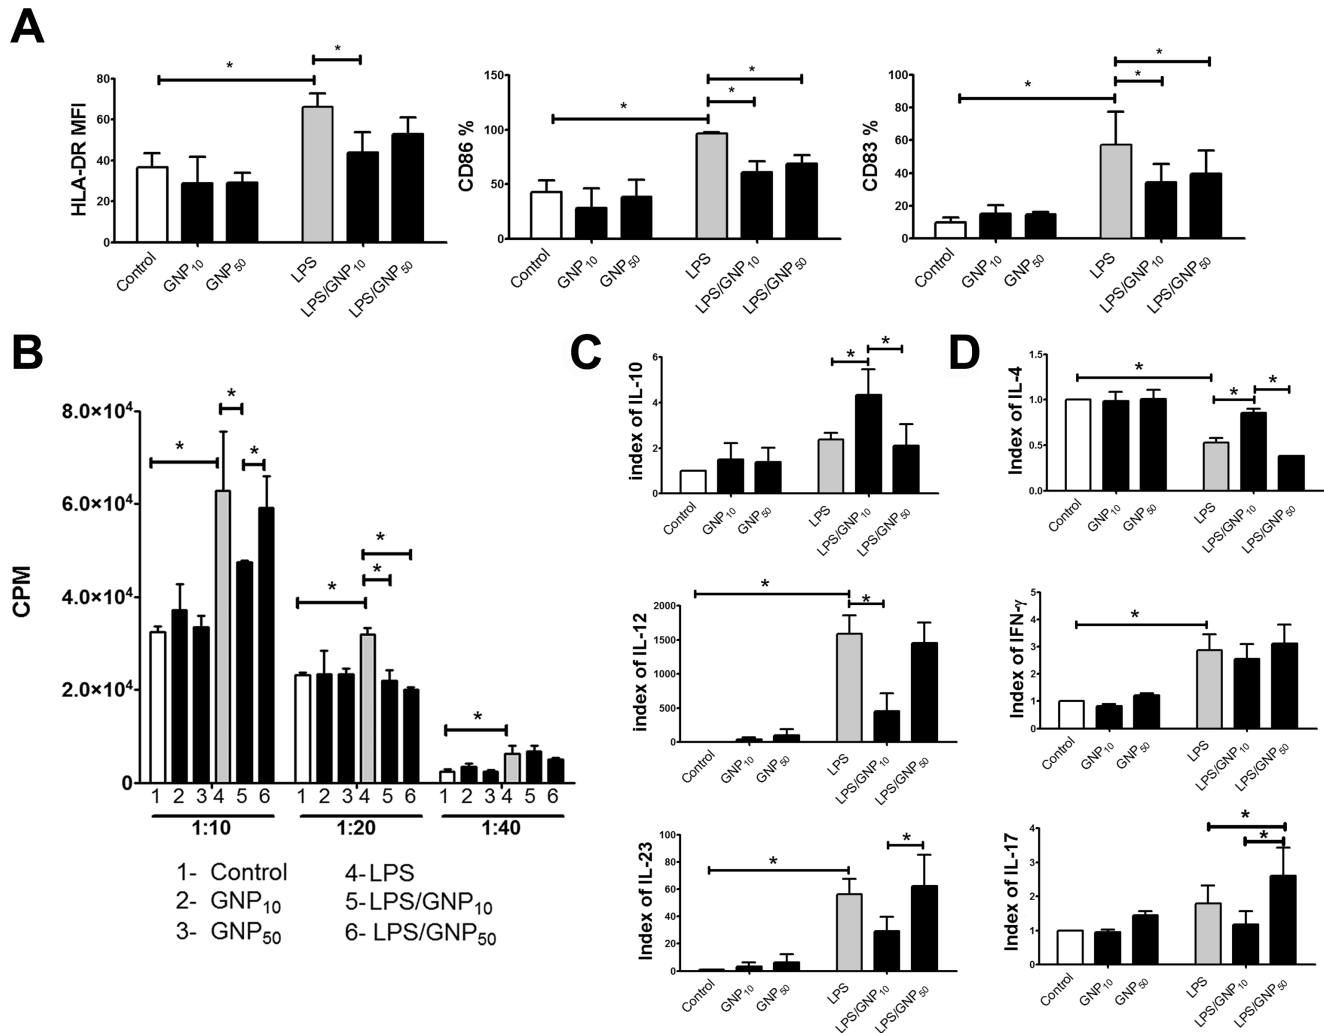 A
HLA-DR MFI
80
60
40
20
0
*
*
Control
GNP₁₀
GNP₅₀
LPS
LPS/GNP₁₀
LPS/GNP₅₀
CD86 %
150
100
50
0
*
*
*
Control
GNP₁₀
GNP₅₀
LPS
LPS/GNP₁₀
LPS/GNP₅₀
CD83 %
100
80
60
40
20
0
*
*
*
Control
GNP₁₀
GNP₅₀
LPS
LPS/GNP₁₀
LPS/GNP₅₀
B
CPM
8.0×10⁴
6.0×10⁴
4.0×10⁴
2.0×10⁴
0
*
*
*
*
*
*
*
1 2 3 4 5 6
1 2 3 4 5 6
1 2 3 4 5 6
1:10
1:20
1:40
1- Control
2- GNP₁₀
3- GNP₅₀
4-LPS
5-LPS/GNP₁₀
6- LPS/GNP₅₀
C
index of IL-10
6
4
2
0
*
*
Control
GNP₁₀
GNP₅₀
LPS
LPS/GNP₁₀
LPS/GNP₅₀
index of IL-12
2000
1500
1000
500
0
*
*
Control
GNP₁₀
GNP₅₀
LPS
LPS/GNP₁₀
LPS/GNP₅₀
Index of IL-23
100
80
60
40
20
0
*
*
Control
GNP₁₀
GNP₅₀
LPS
LPS/GNP₁₀
LPS/GNP₅₀
D
Index of IL-4
1.5
1.0
0.5
0.0
*
*
*
Control
GNP₁₀
GNP₅₀
LPS
LPS/GNP₁₀
LPS/GNP₅₀
Index of IFN-γ
5
4
3
2
1
0
*
Control
GNP₁₀
GNP₅₀
LPS
LPS/GNP₁₀
LPS/GNP₅₀
Index of IL-17
4
3
2
1
0
*
*
Control
GNP₁₀
GNP₅₀
LPS
LPS/GNP₁₀
LPS/GNP₅₀